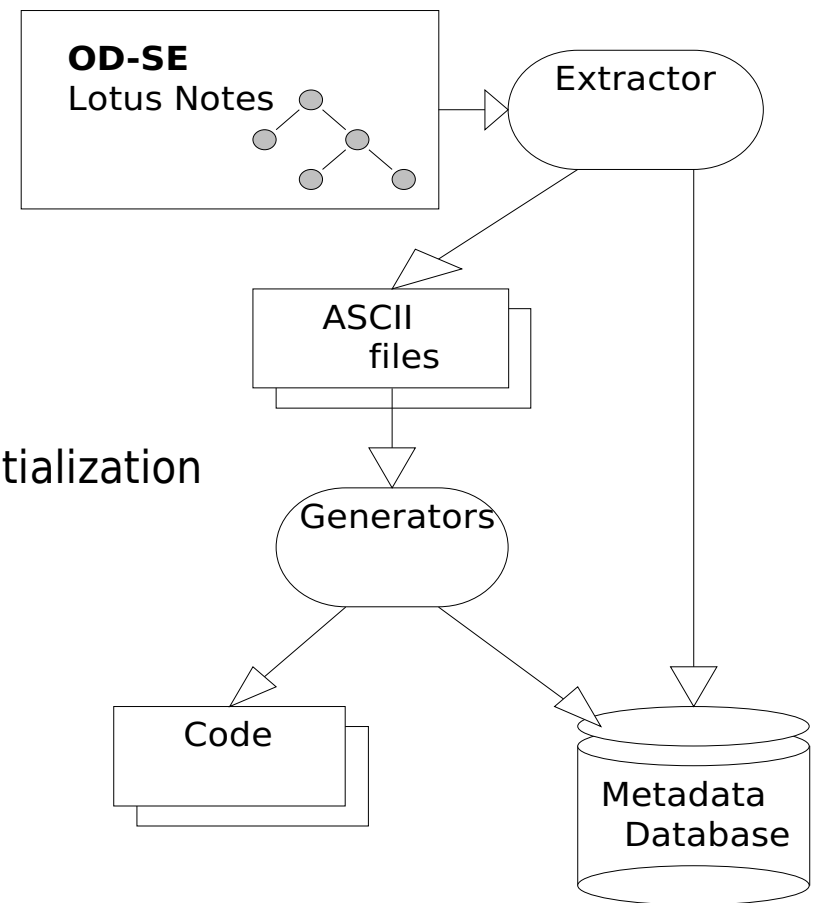 OD-SE
Lotus Notes
Extractor
ASCII
files
tialization
Generators
Code
Metadata
Database